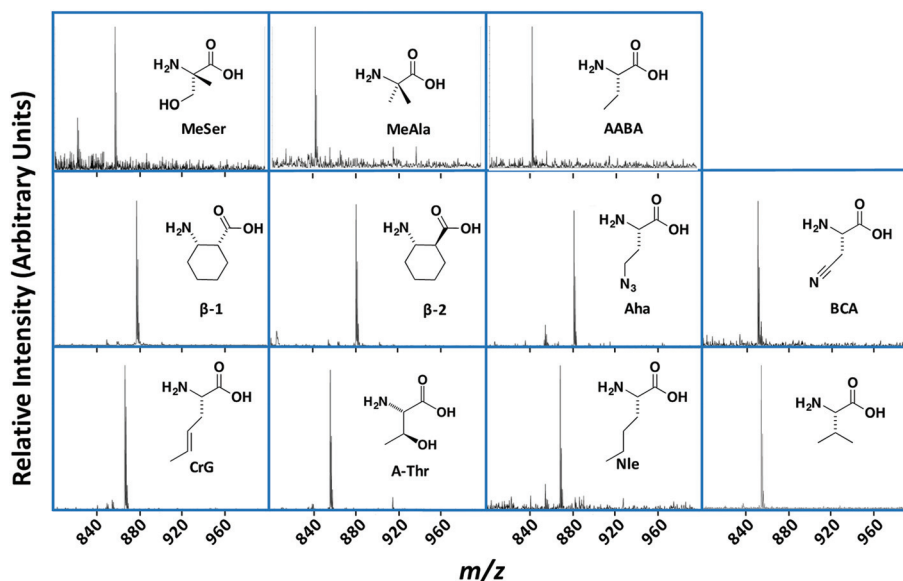 Relative Intensity (Arbitrary Units)
H2N
O
OH
HO
MeSer
H2N
O
OH
MeAla
H2N
O
OH
AABA
H2N
O
OH
β-1
H2N
O
OH
β-2
H2N
O
OH
N3
Aha
H2N
O
OH
N
BCA
H2N
O
OH
CrG
H2N
O
OH
OH
A-Thr
H2N
O
OH
Nle
H2N
O
OH
840 880 920 960
840 880 920 960
840 880 920 960
840 880 920 960
m/z